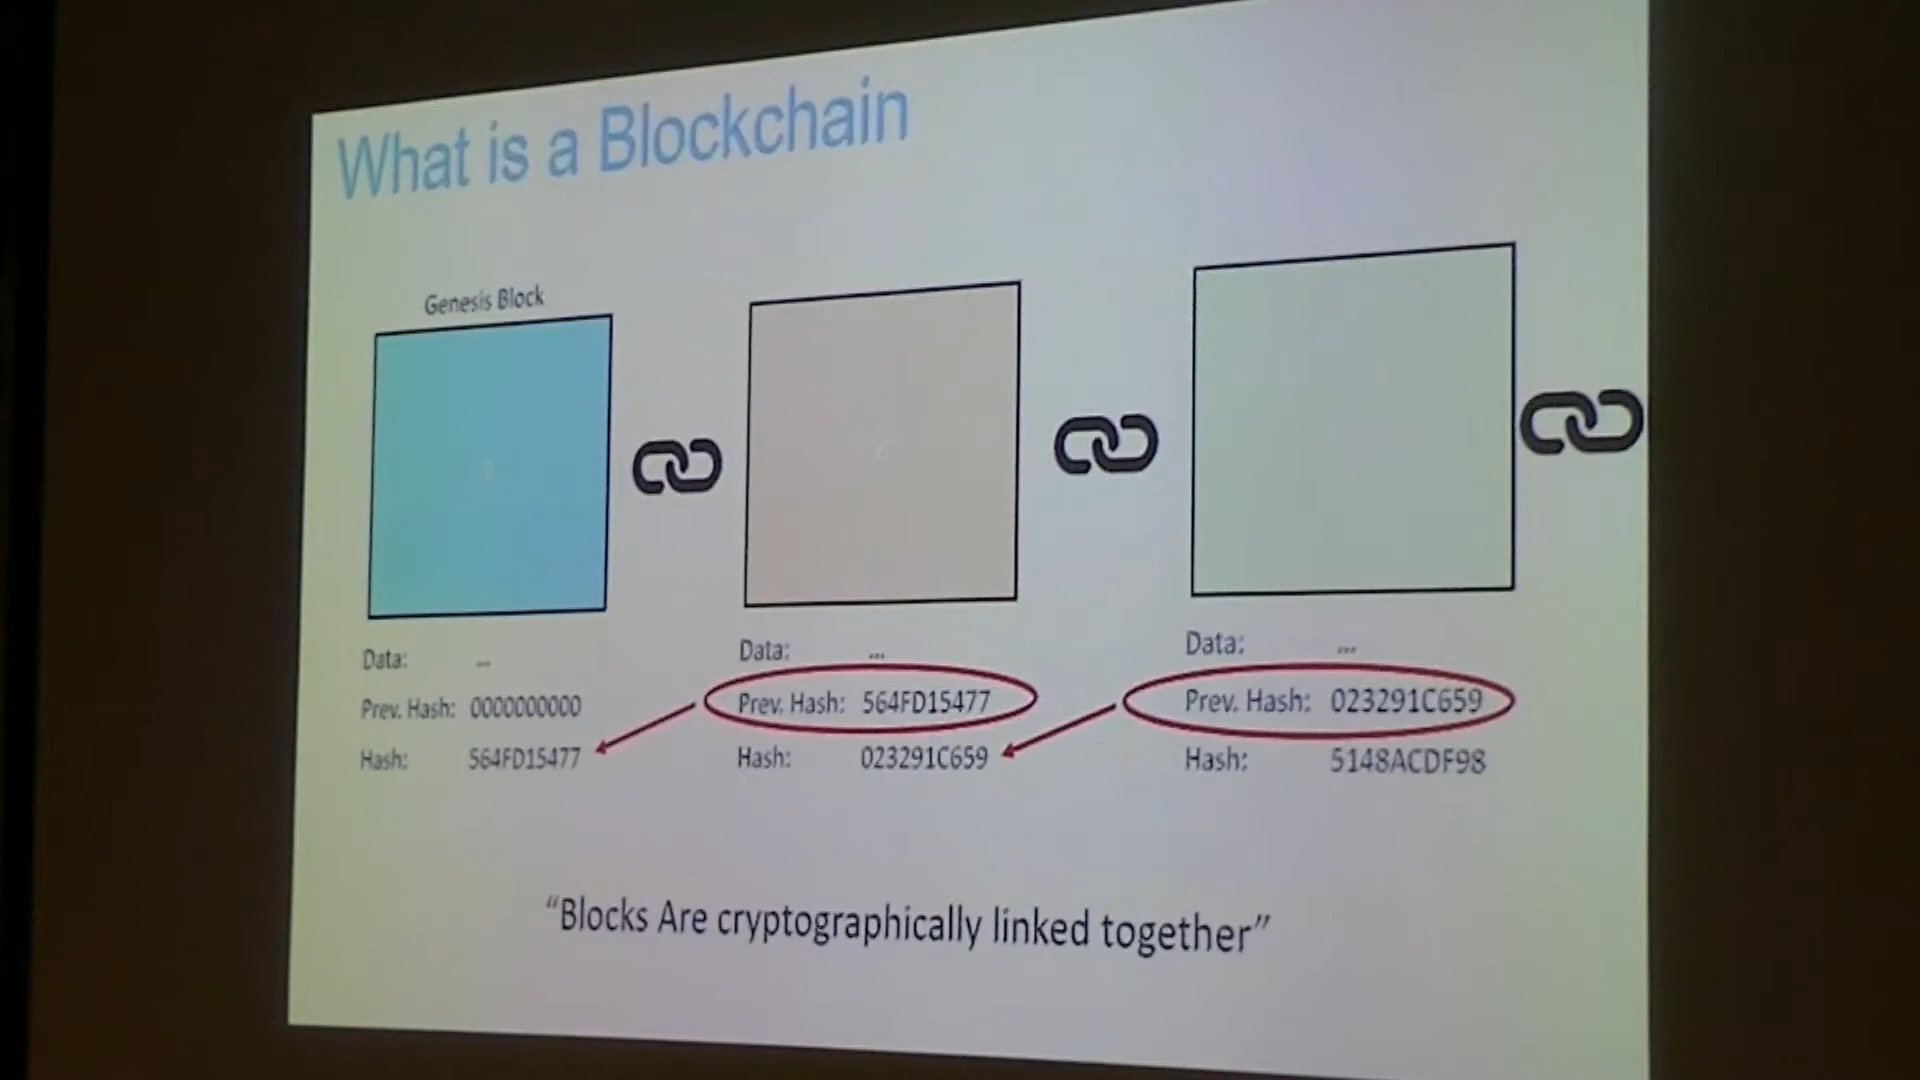 What is a Blockchain
Genesis Block
Data: ...
Prev. Hash: 0000000000
Hash: 564FD15477
Data: ...
Prev. Hash: 564FD15477
Hash: 023291C659
Data: ...
Prev. Hash: 023291C659
Hash: 5148ACDF98
“Blocks Are cryptographically linked together”